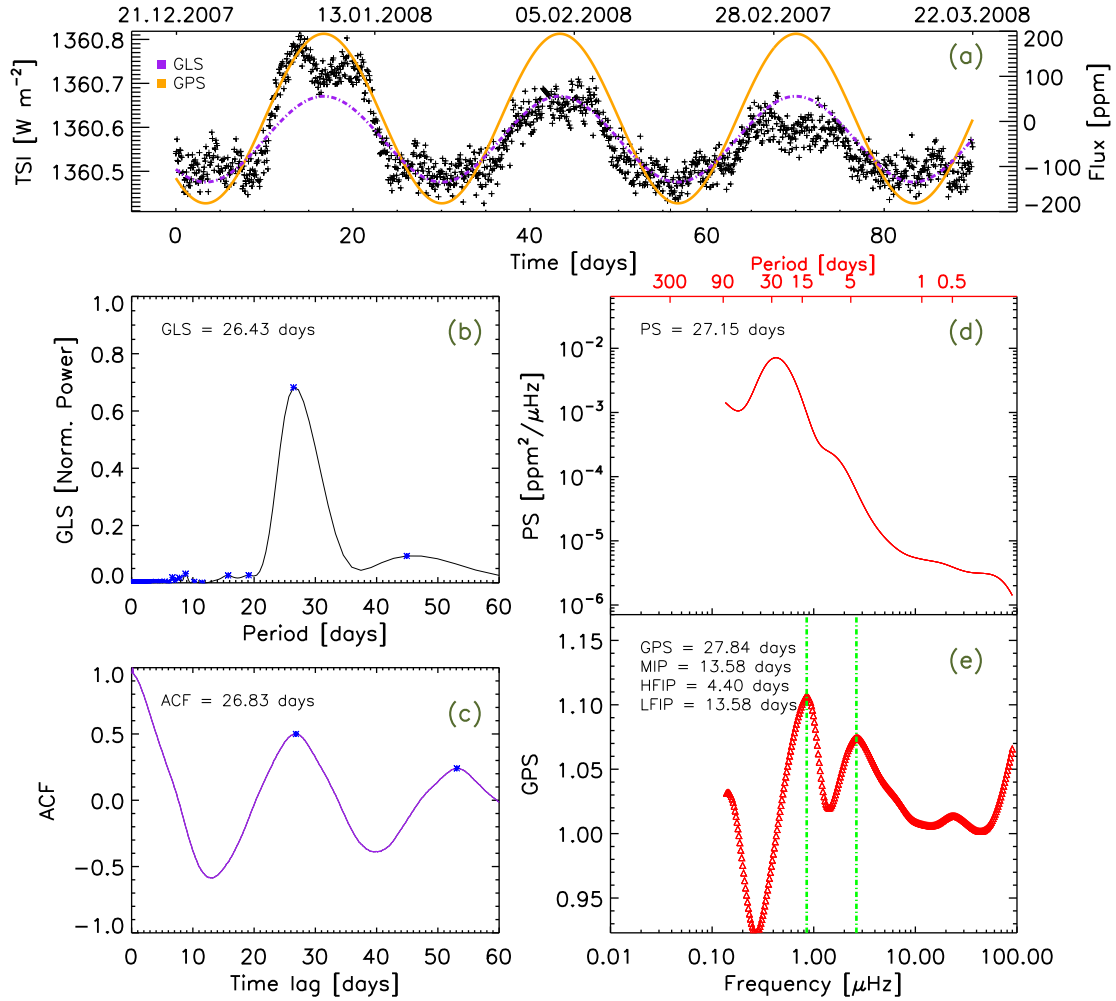 21.12.2007 13.01.2008 05.02.2008 28.02.2007 22.03.2008
1360.8
1360.7
1360.6
1360.5
TSI [W m⁻²]
GLS
GPS
(a)
200
100
0
−100
−200
Flux [ppm]
0 20 40 60 80
Time [days]
GLS = 26.43 days
(b)
1.0
0.8
0.6
0.4
0.2
0.0
GLS [Norm. Power]
0 10 20 30 40 50 60
Period [days]
ACF = 26.83 days
(c)
1.0
0.5
0.0
−0.5
−1.0
ACF
0 10 20 30 40 50 60
Time lag [days]
Period [days]
300 90 30 15 5 1 0.5
PS = 27.15 days
(d)
10⁻²
10⁻³
10⁻⁴
10⁻⁵
10⁻⁶
PS [ppm²/μHz]
GPS = 27.84 days
MIP = 13.58 days
HFIP = 4.40 days
LFIP = 13.58 days
(e)
1.15
1.10
1.05
1.00
0.95
GPS
0.01 0.10 1.00 10.00 100.00
Frequency [μHz]